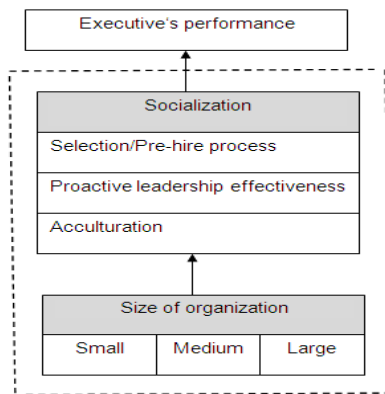 Executive's performance
Socialization
Selection/Pre-hire process
Proactive leadership effectiveness
Acculturation
Size of organization
Small Medium Large